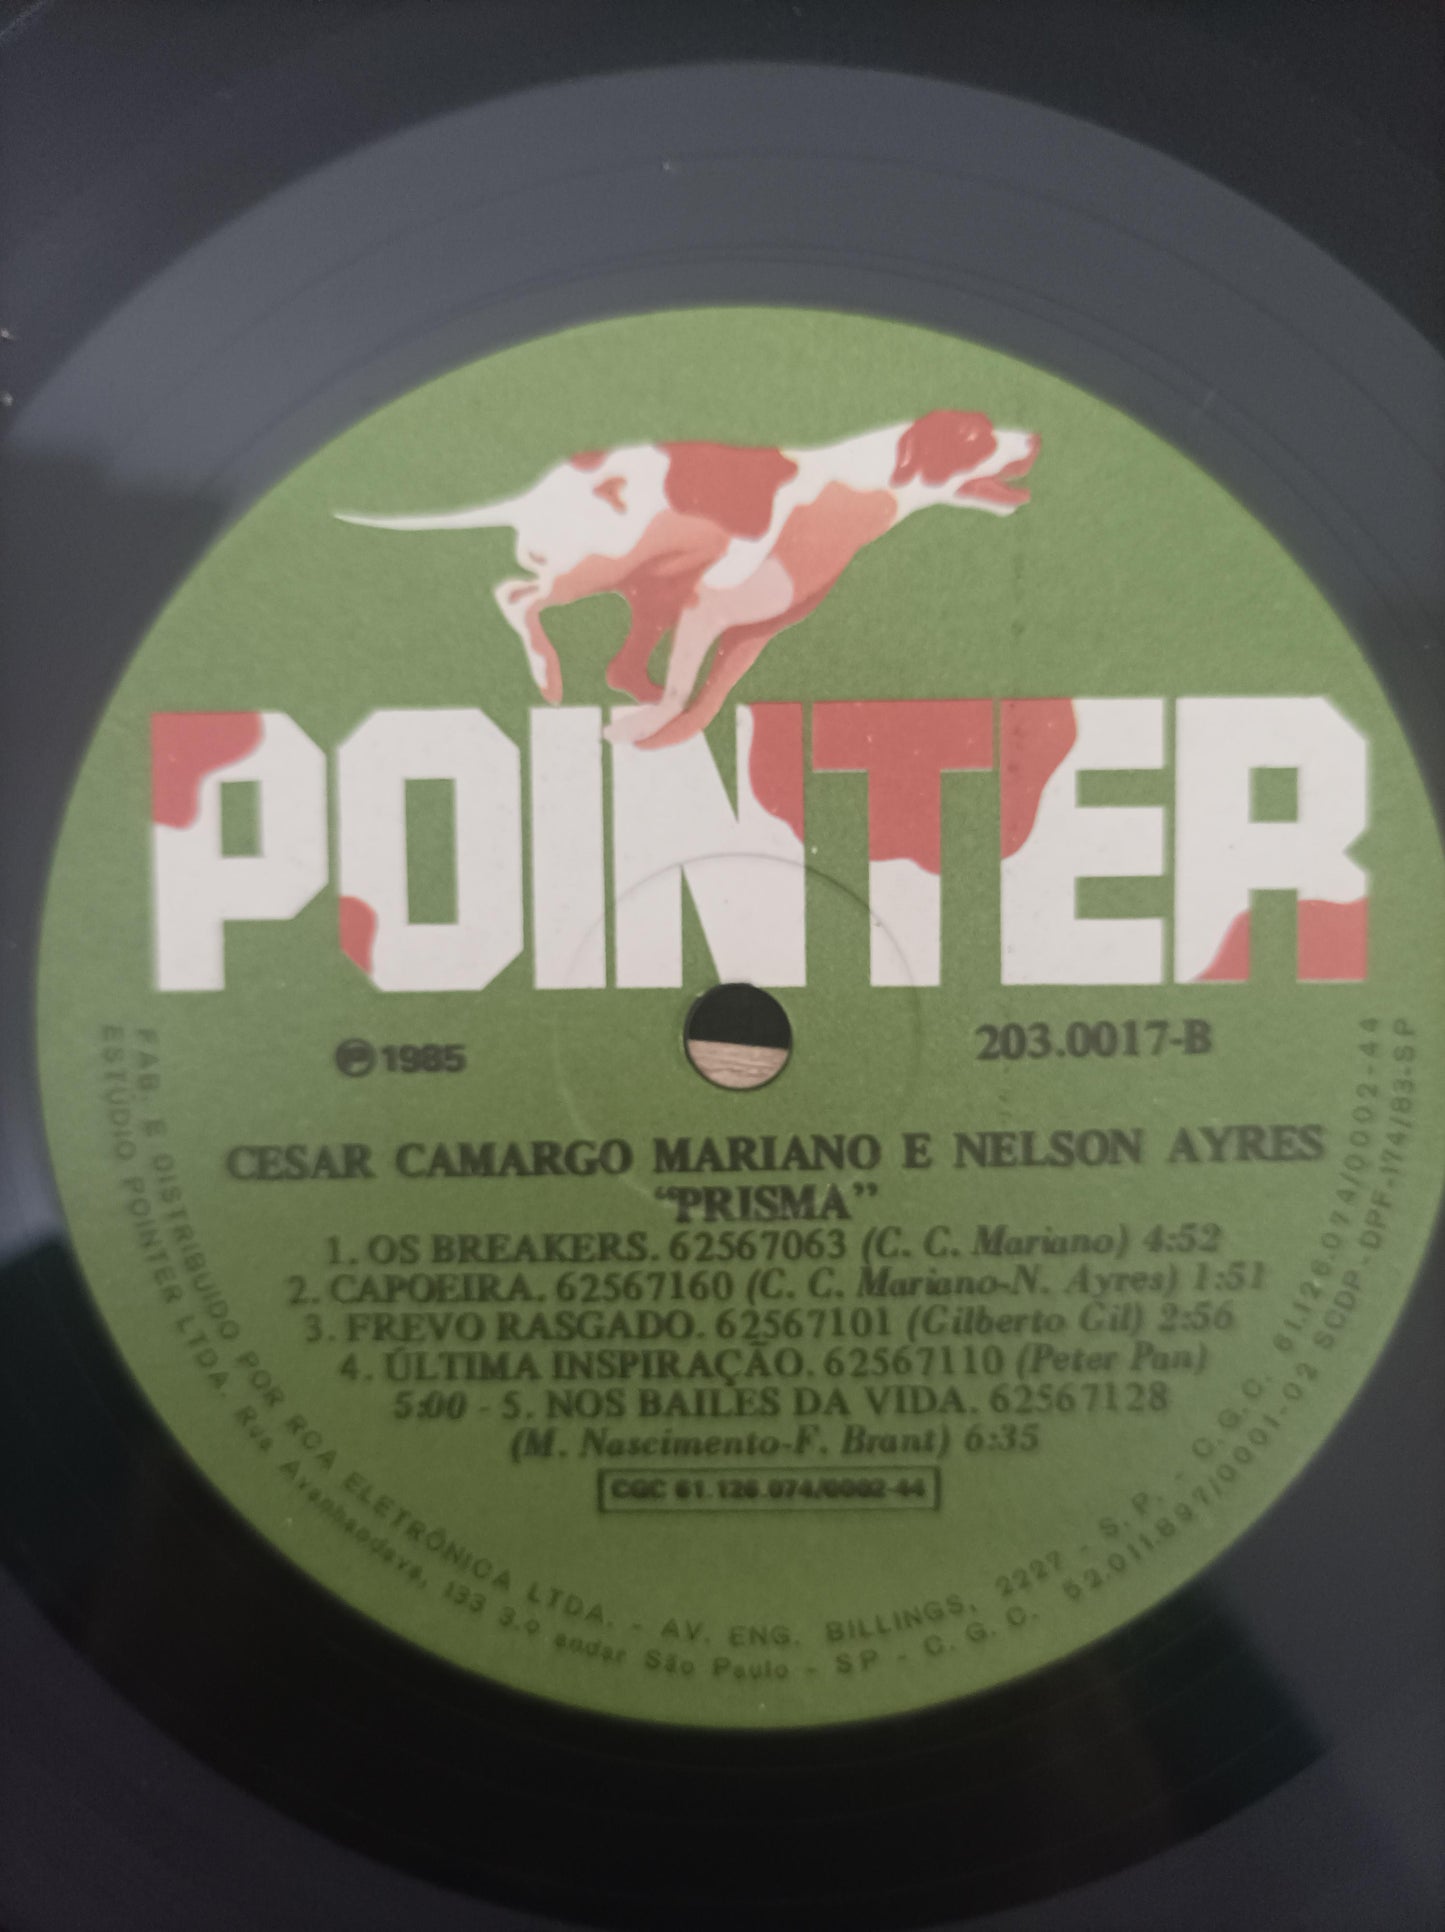 POINTER
℗ 1985
203.0017-B
CESAR CAMARGO MARIANO E NELSON AYRES
“PRISMA”
1. OS BREAKERS. 62567063 (C. C. Mariano) 4:52
2. CAPOEIRA. 62567160 (C. C. Mariano-N. Ayres) 1:51
3. FREVO RASGADO. 62567101 (Gilberto Gil) 2:56
4. ÚLTIMA INSPIRAÇÃO. 62567110 (Peter Pan)
5:00 - 5. NOS BAILES DA VIDA. 62567128
(M. Nascimento-F. Brant) 6:35
CGC 61.126.074/0002-44
FAB. E DISTRIBUIDO POR RCA ELETRÔNICA LTDA. - AV. ENG. BILLINGS, 2227 - S. P. - C.G.C. 61.126.074/0002-44
ESTÚDIO POINTER LTDA. Rua Avanhandava, 133 3.º andar São Paulo - SP - C. G. C. 52.011.897/0001-02 SCDP-DPF-174/83-SP